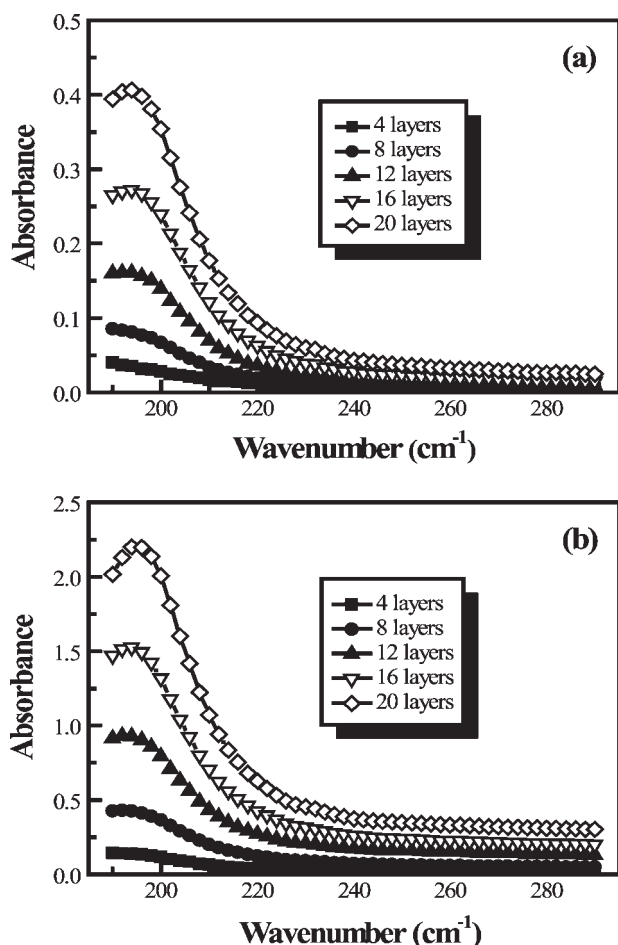 (a)
0.5
0.4
0.3
0.2
0.1
0.0
Absorbance
4 layers
8 layers
12 layers
16 layers
20 layers
200
220
240
260
280
Wavenumber (cm⁻¹)
(b)
2.5
2.0
1.5
1.0
0.5
0.0
Absorbance
4 layers
8 layers
12 layers
16 layers
20 layers
200
220
240
260
280
Wavenumber (cm⁻¹)